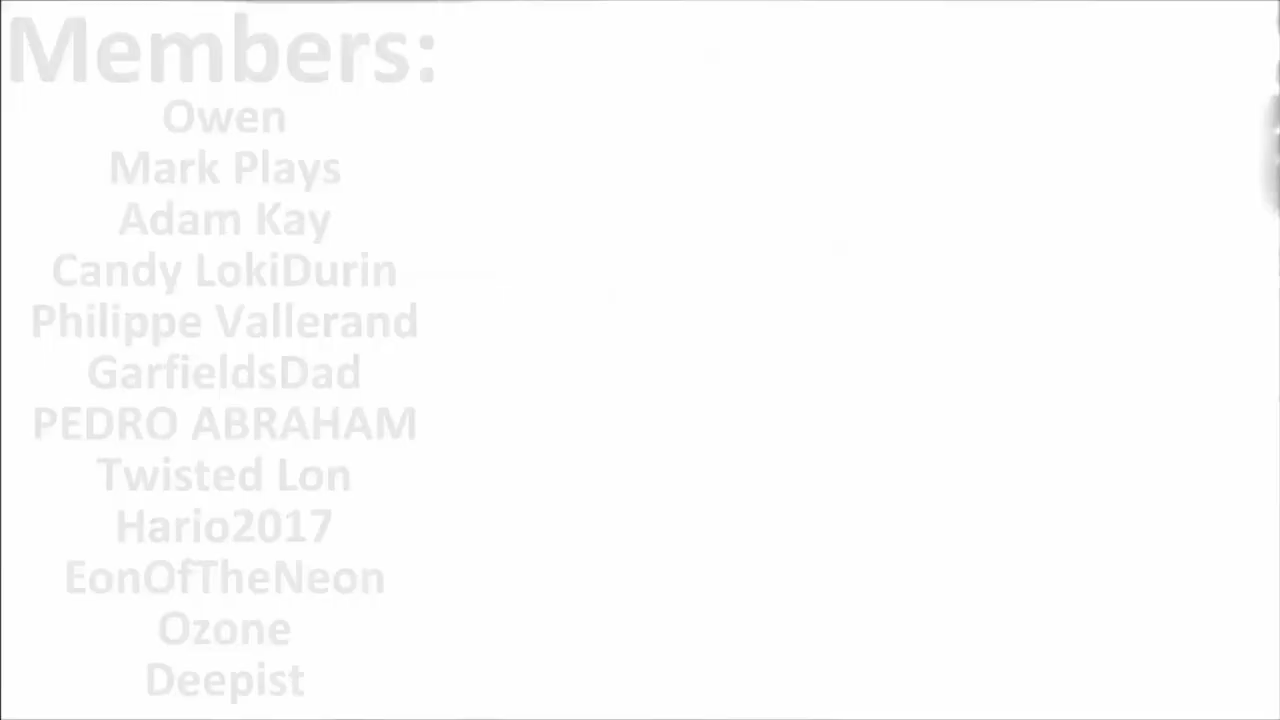 Members:
Owen
Mark Plays
Adam Kay
Candy LokiDurin
Philippe Vallerand
GarfieldsDad
PEDRO ABRAHAM
Twisted Lon
Hario2017
EonOfTheNeon
Ozone
Deepist